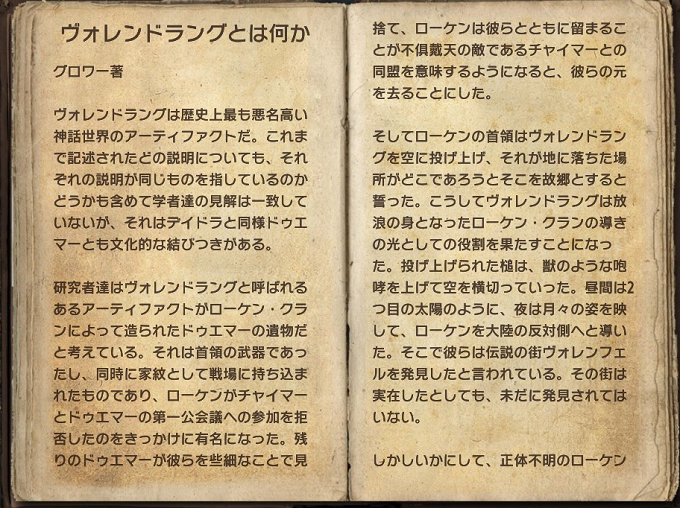 ヴォレンドラングとは何か
グロワー著
ヴォレンドラングは歴史上最も悪名高い
神話世界のアーティファクトだ。これま
で記述されたどの説明についても、それ
ぞれの説明が同じものを指しているのか
どうかも含めて学者達の見解は一致して
いないが、それはデイドラと同様ドゥエ
マーとも文化的な結びつきがある。
研究者達はヴォレンドラングと呼ばれる
あるアーティファクトがローケン・クラ
ンによって造られたドゥエマーの遺物だ
と考えている。それは首領の武器であっ
たし、同時に家紋として戦場に持ち込ま
れたものであり、ローケンがチャイマー
とドゥエマーの第一公会議への参加を拒
否したのをきっかけに有名になった。残
りのドゥエマーが彼らを些細なことで見
捨て、ローケンは彼らとともに留まるこ
とが不倶戴天の敵であるチャイマーとの
同盟を意味するようになると、彼らの元
を去ることにした。
そしてローケンの首領はヴォレンドラン
グを空に投げ上げ、それが地に落ちた場
所がどこであろうとそこを故郷とすると
誓った。こうしてヴォレンドラングは放
浪の身となったローケン・クランの導き
の光としての役割を果たすことになっ
た。投げ上げられた槌は、獣のような咆
哮を上げて空を横切っていった。昼間は2
つ目の太陽のように、夜は月々の姿を映
して、ローケンを大陸の反対側へと導い
た。そこで彼らは伝説の街ヴォレンフェ
ルを発見したと言われている。その街は
実在したとしても、未だに発見されては
いない。
しかしいかにして、正体不明のローケン